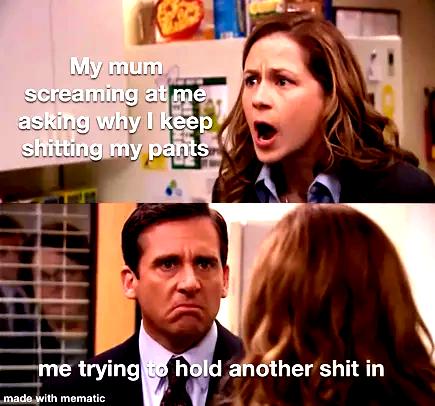 My mum
screaming at me
asking why I keep
shitting my pants
me trying to hold another shit in
made with mematic